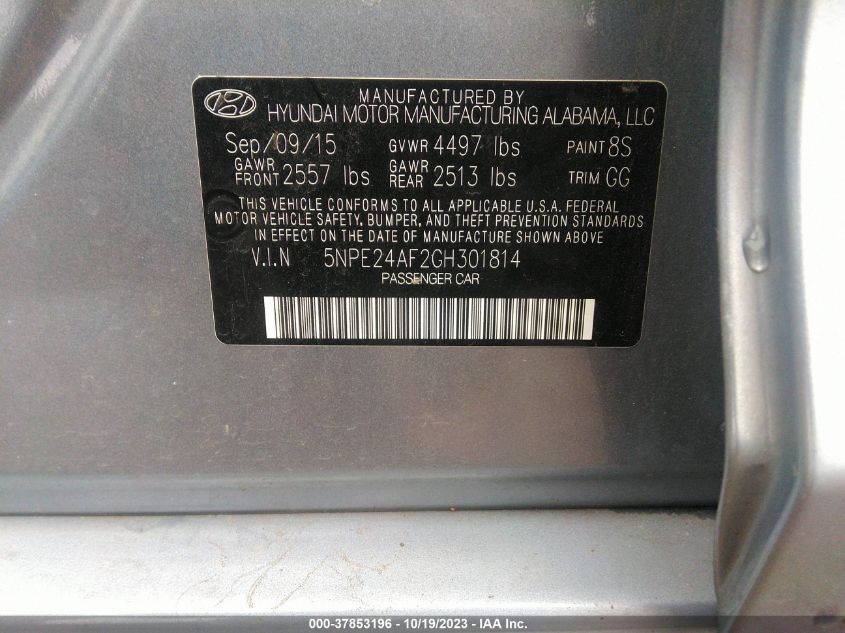 MANUFACTURED BY
HYUNDAI MOTOR MANUFACTURING ALABAMA, LLC
Sep/09/15 GVWR 4497 lbs PAINT 8S
GAWR FRONT 2557 lbs GAWR REAR 2513 lbs TRIM GG
THIS VEHICLE CONFORMS TO ALL APPLICABLE U.S.A. FEDERAL
MOTOR VEHICLE SAFETY, BUMPER, AND THEFT PREVENTION STANDARDS
IN EFFECT ON THE DATE OF MANUFACTURE SHOWN ABOVE
V.I.N 5NPE24AF2GH301814
PASSENGER CAR
000-37853196 - 10/19/2023 - IAA Inc.